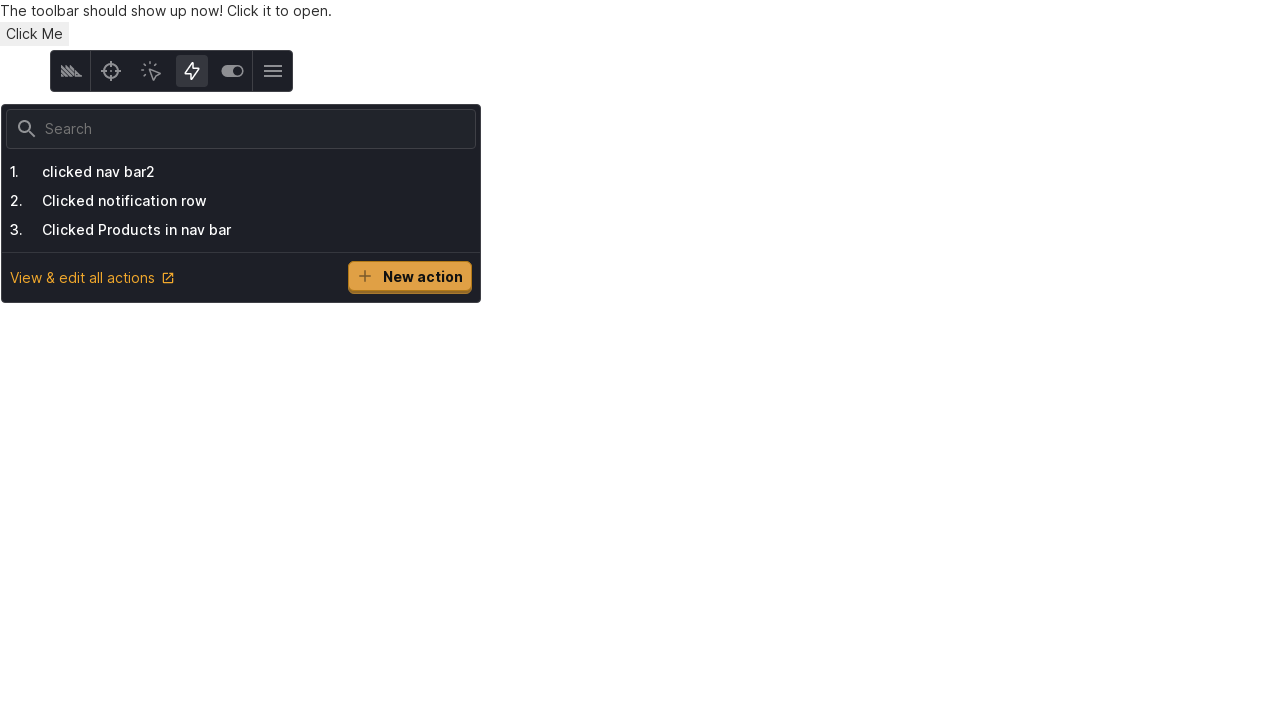 The toolbar should show up now! Click it to open.
Click Me
Search
1. clicked nav bar2
2. Clicked notification row
3. Clicked Products in nav bar
View & edit all actions
New action